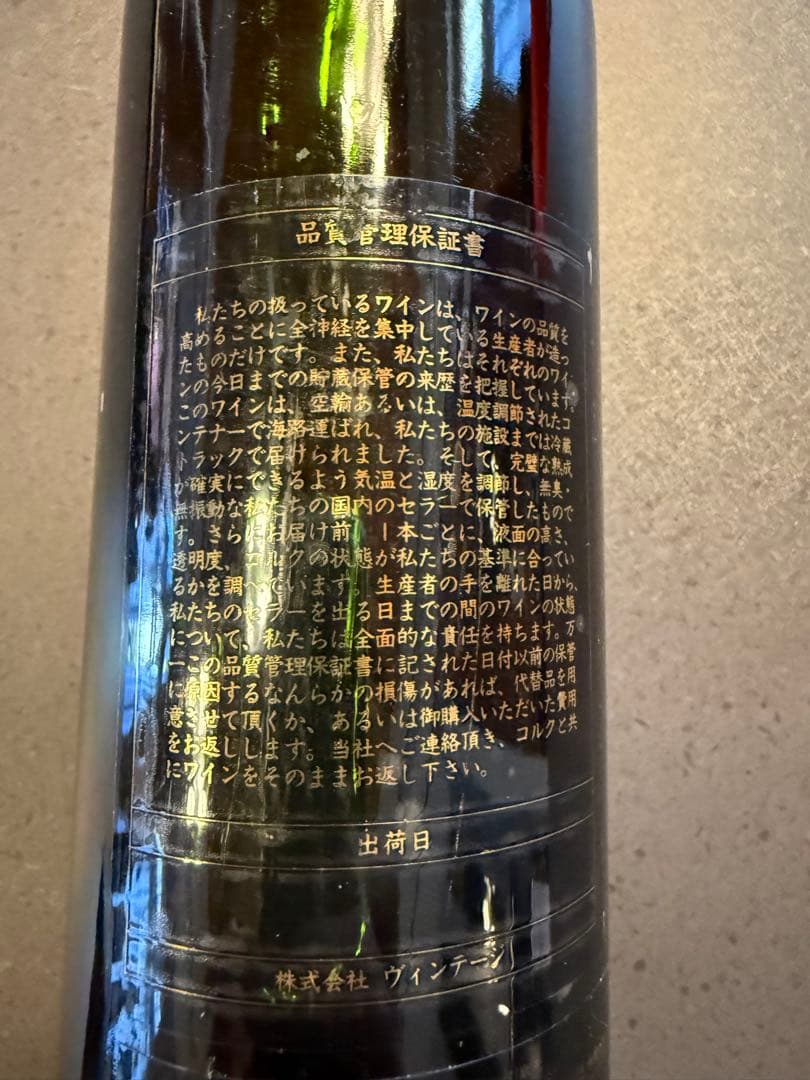 品質管理保証書
私たちの扱っているワインは、ワインの品質を
高めることに全神経を集中している生産者が造っ
たものだけです。また、私たちはそれぞれのワイ
ンの今日までの貯蔵保管の来歴を把握しています。
このワインは、空輸あるいは、温度調節されたコ
ンテナーで海路運ばれ、私たちの施設までは冷蔵
トラックで届けられました。そして、完璧な熟成
が確実にできるよう気温と湿度を調節し、無臭・
無振動な私たちの国内のセラーで保管したもので
す。さらにお届け前、1本ごとに、液面の高さ、
透明度、コルクの状態が私たちの基準に合ってい
るかを調べています。生産者の手を離れた日から、
私たちのセラーを出る日までの間のワインの状態
について、私たちは全面的な責任を持ちます。万
一この品質管理保証書に記された日付以前の保管
に原因するなんらかの損傷があれば、代替品を用
意させて頂くか、あるいは御購入いただいた費用
をお返しします。当社へご連絡頂き、コルクと共
にワインをそのままお返し下さい。
出荷日
株式会社 ヴィンテージ